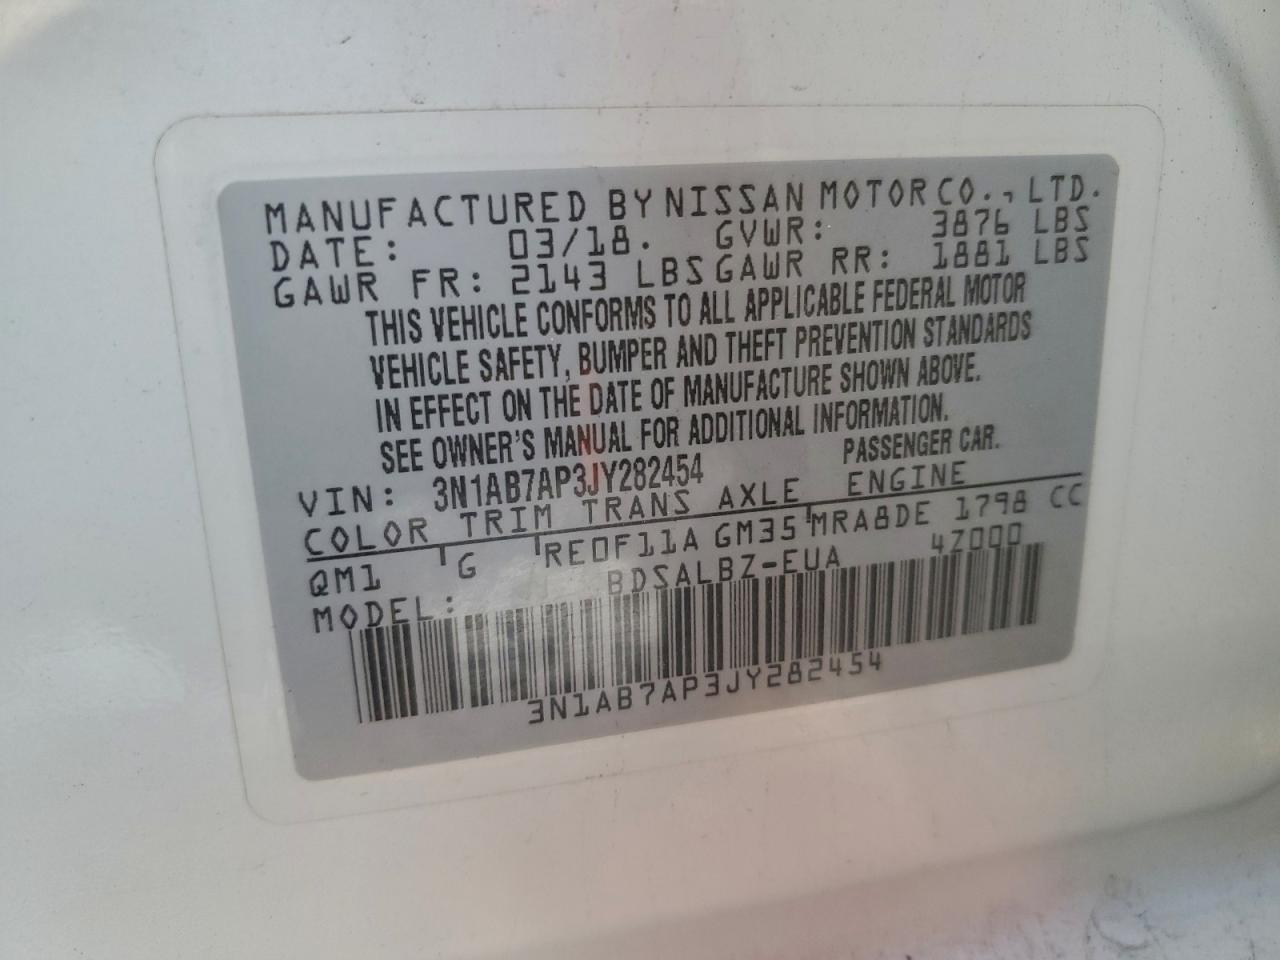 MANUFACTURED BY NISSAN MOTOR CO., LTD.
DATE: 03/18. GVWR: 3876 LBS
GAWR FR: 2143 LBS GAWR RR: 1881 LBS
THIS VEHICLE CONFORMS TO ALL APPLICABLE FEDERAL MOTOR
VEHICLE SAFETY, BUMPER AND THEFT PREVENTION STANDARDS
IN EFFECT ON THE DATE OF MANUFACTURE SHOWN ABOVE.
SEE OWNER'S MANUAL FOR ADDITIONAL INFORMATION.
VIN: 3N1AB7AP3JY282454 PASSENGER CAR.
COLOR TRIM TRANS AXLE ENGINE
QM1 G RE0F11A GM35 MRA8DE 1798 CC
MODEL: BDSALBZ-EUA 4Z000
3N1AB7AP3JY282454